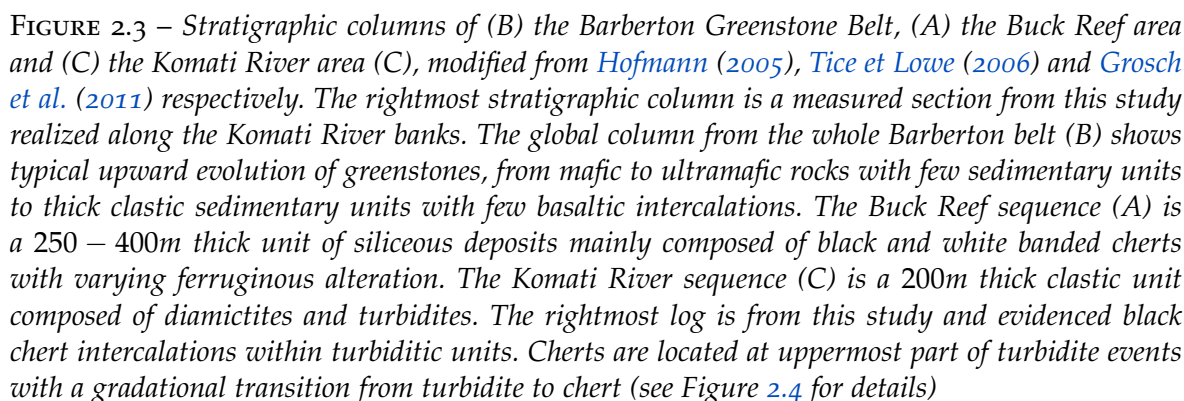 FIGURE 2.3 – Stratigraphic columns of (B) the Barberton Greenstone Belt, (A) the Buck Reef area
and (C) the Komati River area (C), modified from Hofmann (2005), Tice et Lowe (2006) and Grosch
et al. (2011) respectively. The rightmost stratigraphic column is a measured section from this study
realized along the Komati River banks. The global column from the whole Barberton belt (B) shows
typical upward evolution of greenstones, from mafic to ultramafic rocks with few sedimentary units
to thick clastic sedimentary units with few basaltic intercalations. The Buck Reef sequence (A) is
a 250 – 400m thick unit of siliceous deposits mainly composed of black and white banded cherts
with varying ferruginous alteration. The Komati River sequence (C) is a 200m thick clastic unit
composed of diamictites and turbidites. The rightmost log is from this study and evidenced black
chert intercalations within turbiditic units. Cherts are located at uppermost part of turbidite events
with a gradational transition from turbidite to chert (see Figure 2.4 for details)